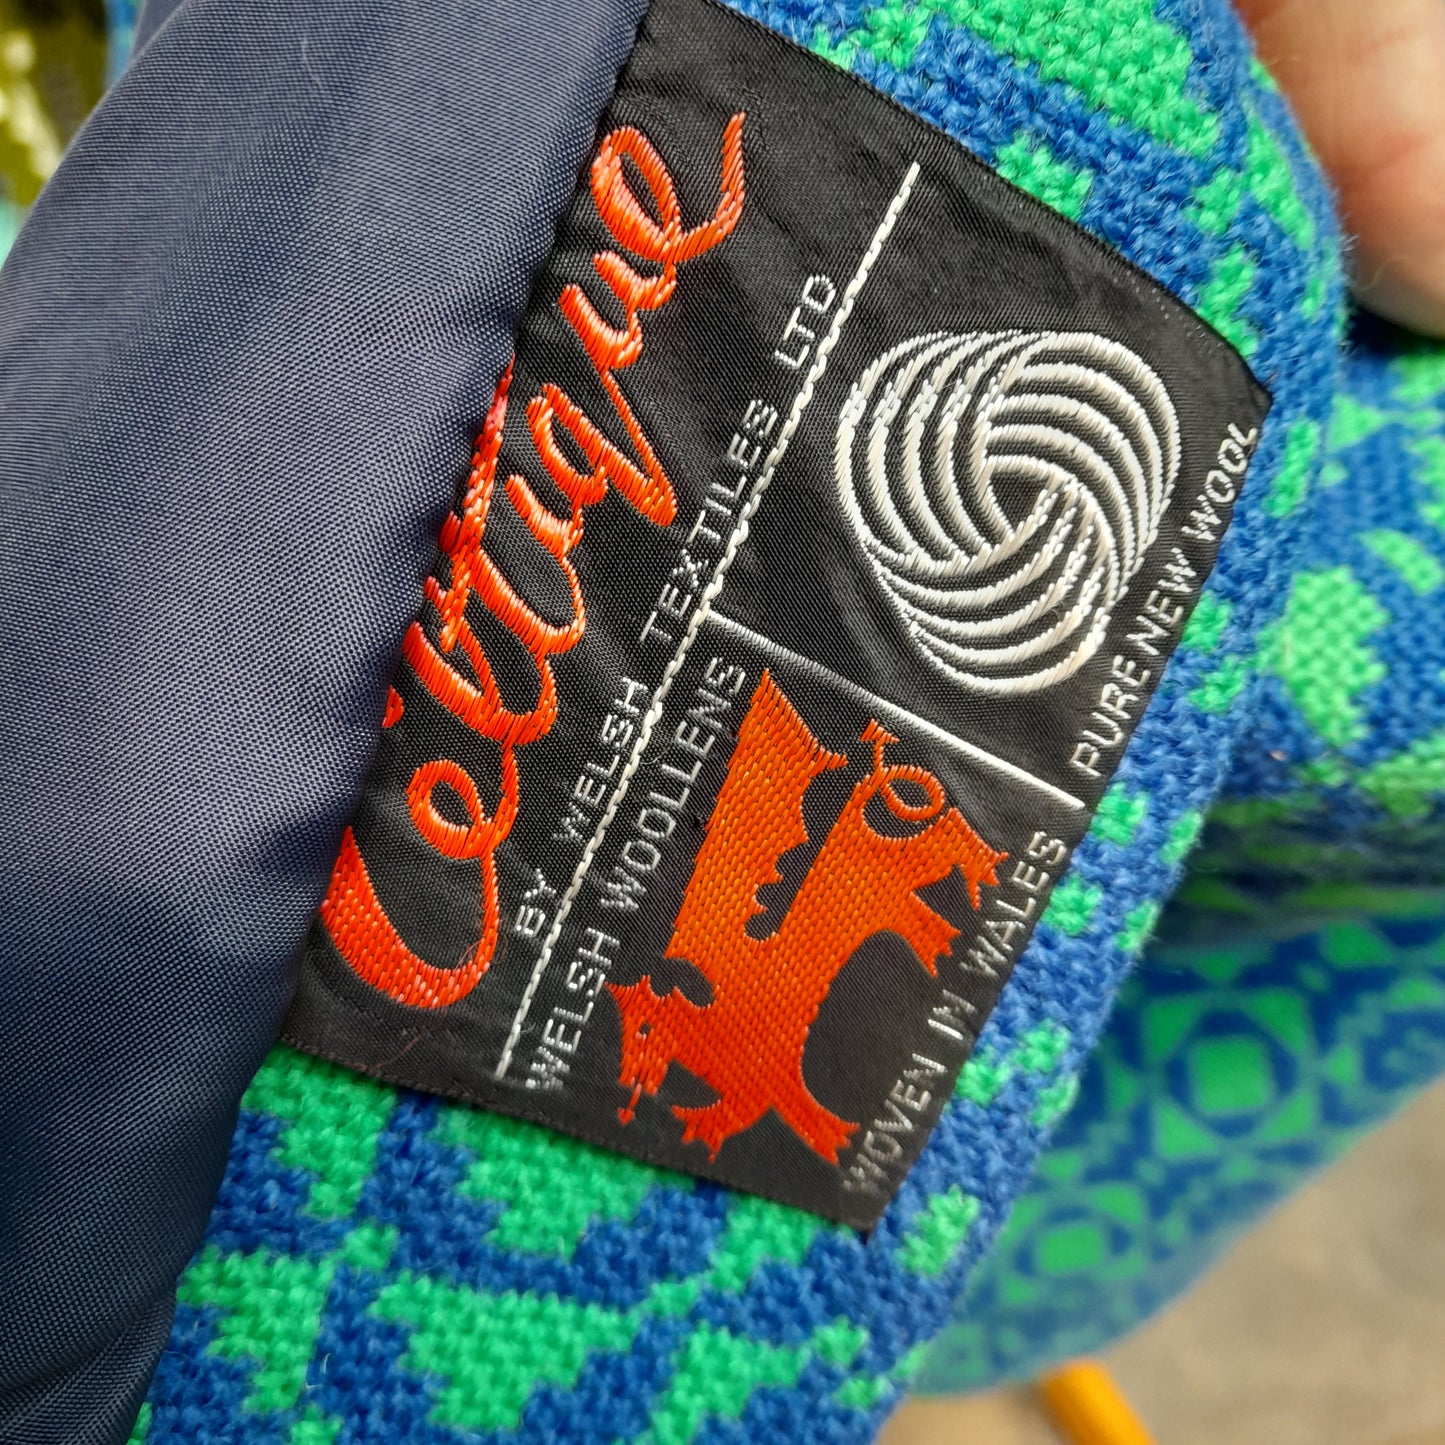 Celtique
BY WELSH TEXTILES LTD
WELSH WOOLLENS
WOVEN IN WALES
PURE NEW WOOL